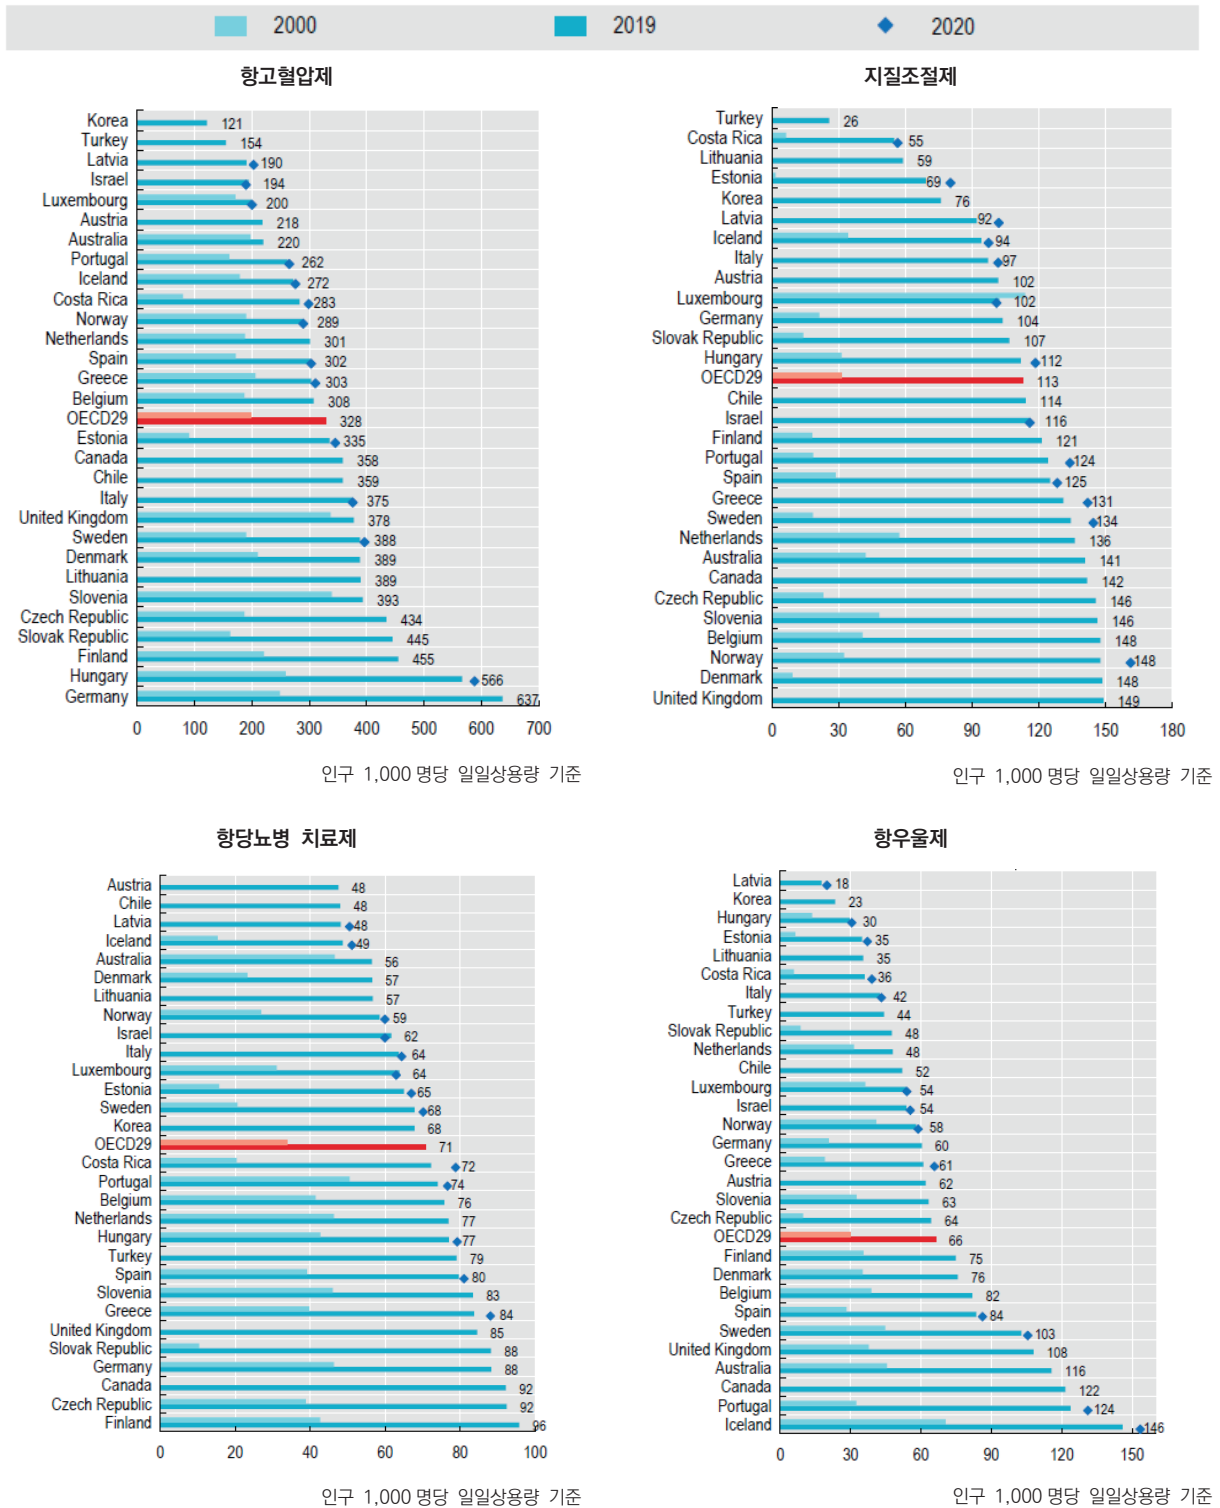 2000 2019 2020
항고혈압제
Korea 121
Turkey 154
Latvia 190
Israel 194
Luxembourg 200
Austria 218
Australia 220
Portugal 262
Iceland 272
Costa Rica 283
Norway 289
Netherlands 301
Spain 302
Greece 303
Belgium 308
OECD29 328
Estonia 335
Canada 358
Chile 359
Italy 375
United Kingdom 378
Sweden 388
Denmark 389
Lithuania 389
Slovenia 393
Czech Republic 434
Slovak Republic 445
Finland 455
Hungary 566
Germany 637
0 100 200 300 400 500 600 700
인구 1,000 명당 일일상용량 기준
지질조절제
Turkey 26
Costa Rica 55
Lithuania 59
Estonia 69
Korea 76
Latvia 92
Iceland 94
Italy 97
Austria 102
Luxembourg 102
Germany 104
Slovak Republic 107
Hungary 112
OECD29 113
Chile 114
Israel 116
Finland 121
Portugal 124
Spain 125
Greece 131
Sweden 134
Netherlands 136
Australia 141
Canada 142
Czech Republic 146
Slovenia 146
Belgium 148
Norway 148
Denmark 148
United Kingdom 149
0 30 60 90 120 150 180
인구 1,000 명당 일일상용량 기준
항당뇨병 치료제
Austria 48
Chile 48
Latvia 48
Iceland 49
Australia 56
Denmark 57
Lithuania 57
Norway 59
Israel 62
Italy 64
Luxembourg 64
Estonia 65
Sweden 68
Korea 68
OECD29 71
Costa Rica 72
Portugal 74
Belgium 76
Netherlands 77
Hungary 77
Turkey 79
Spain 80
Slovenia 83
Greece 84
United Kingdom 85
Slovak Republic 88
Germany 88
Canada 92
Czech Republic 92
Finland 96
0 20 40 60 80 100
인구 1,000 명당 일일상용량 기준
항우울제
Latvia 18
Korea 23
Hungary 30
Estonia 35
Lithuania 35
Costa Rica 36
Italy 42
Turkey 44
Slovak Republic 48
Netherlands 48
Chile 52
Luxembourg 54
Israel 54
Norway 58
Germany 60
Greece 61
Austria 62
Slovenia 63
Czech Republic 64
OECD29 66
Finland 75
Denmark 76
Belgium 82
Spain 84
Sweden 103
United Kingdom 108
Australia 116
Canada 122
Portugal 124
Iceland 146
0 30 60 90 120 150
인구 1,000 명당 일일상용량 기준